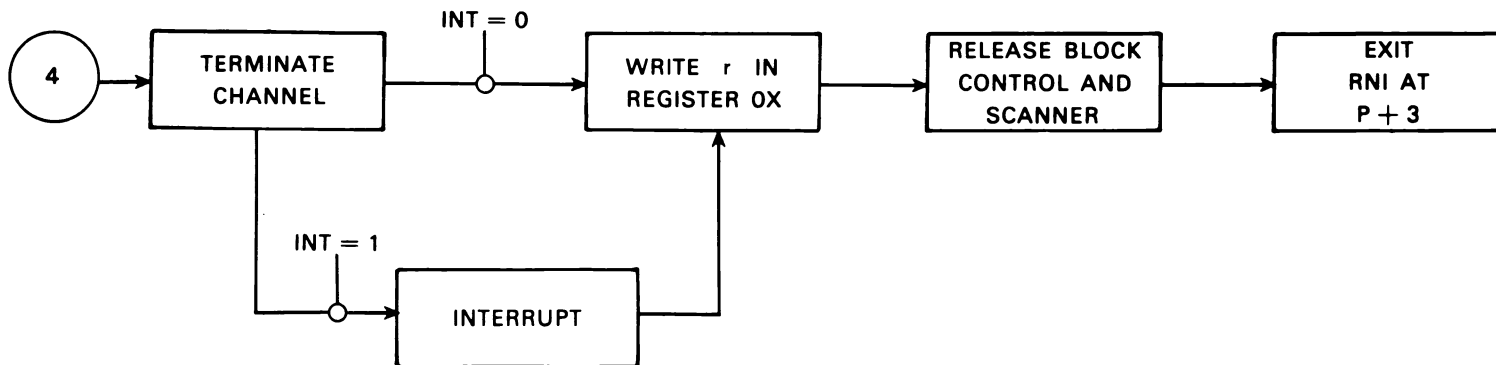 INT = 0
4
TERMINATE
CHANNEL
WRITE r IN
REGISTER 0X
RELEASE BLOCK
CONTROL AND
SCANNER
EXIT
RNI AT
P + 3
INT = 1
INTERRUPT